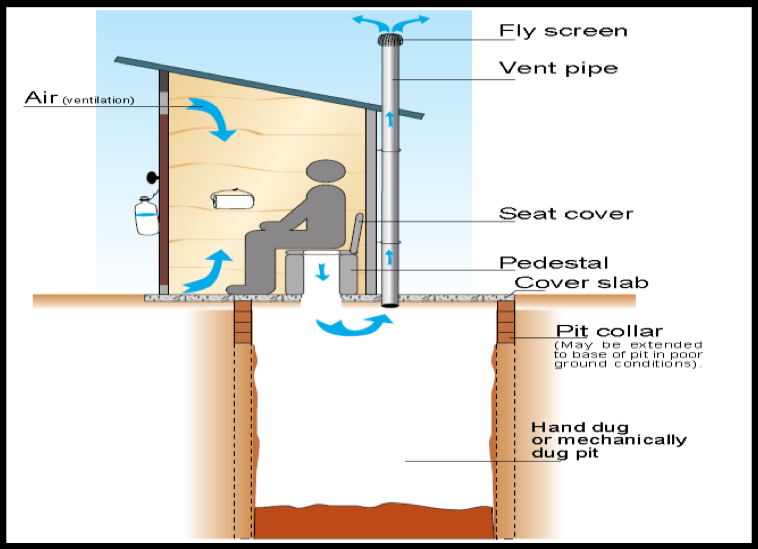 Fly screen
Vent pipe
Air (ventilation)
Seat cover
Pedestal
Cover slab
Pit collar
(May be extended
to base of pit in poor
ground conditions).
Hand dug
or mechanically
dug pit